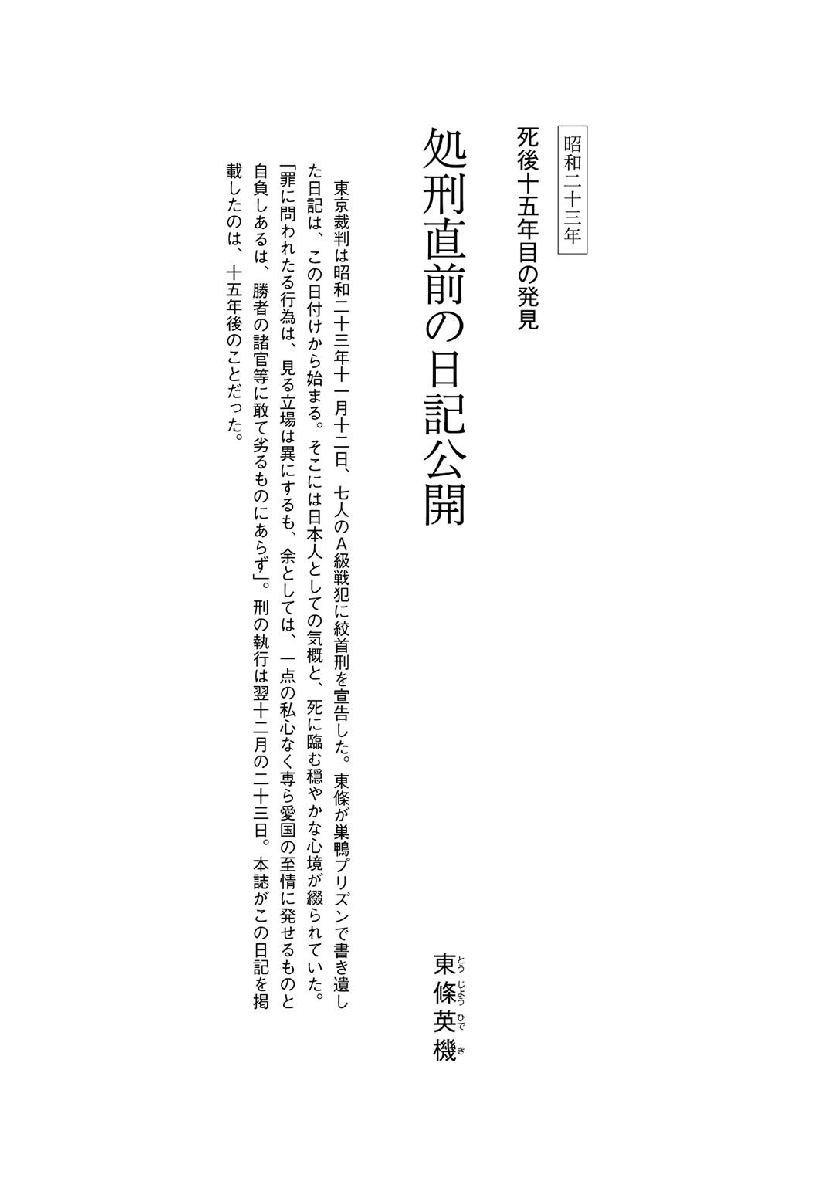 昭和二十三年
死後十五年目の発見
処刑直前の日記公開
東條英機
とうじょうひでき
東京裁判は昭和二十三年十一月十二日、七人のA級戦犯に絞首刑を宣告した。東條が巣鴨プリズンで書き遺し
た日記は、この日付けから始まる。そこには日本人としての気概と、死に臨む穏やかな心境が綴られていた。
「罪に問われたる行為は、見る立場は異にするも、余としては、一点の私心なく専ら愛国の至情に発せるものと
自負しあるは、勝者の諸官等に敢て劣るものにあらず」。刑の執行は翌十二月の二十三日。本誌がこの日記を掲
載したのは、十五年後のことだった。